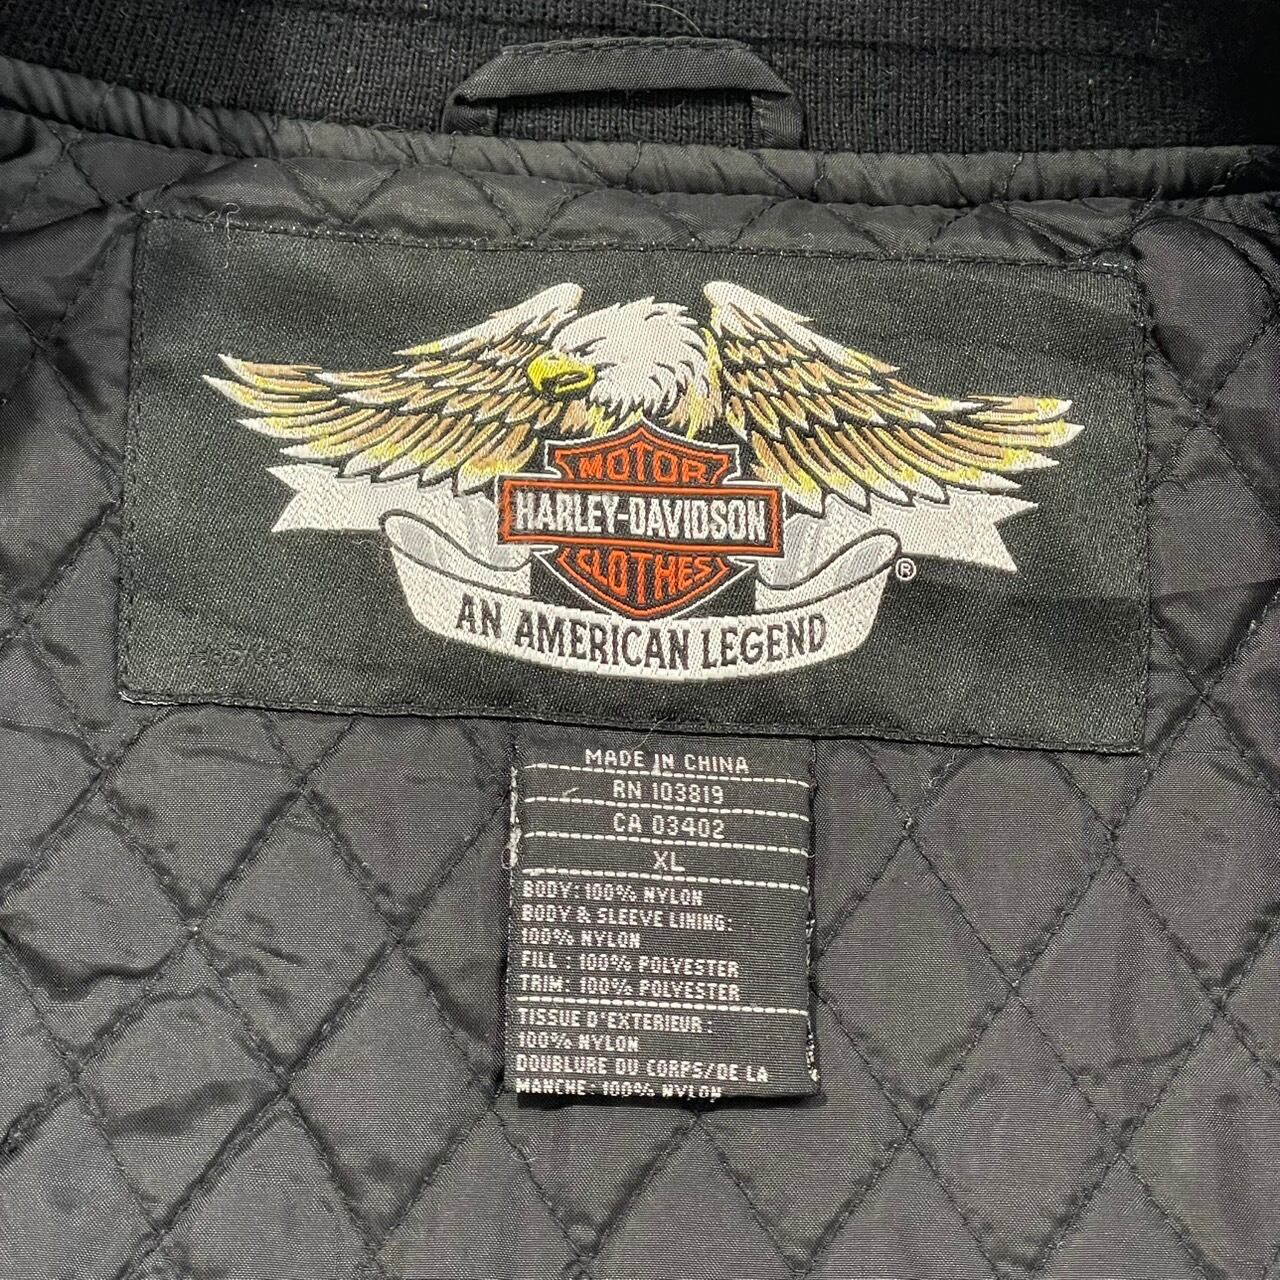 MOTOR
HARLEY-DAVIDSON
CLOTHES
®
AN AMERICAN LEGEND
MADE IN CHINA
RN 103819
CA 03402
XL
BODY: 100% NYLON
BODY & SLEEVE LINING:
100% NYLON
FILL : 100% POLYESTER
TRIM: 100% POLYESTER
TISSUE D'EXTERIEUR :
100% NYLON
DOUBLURE DU CORPS/DE LA
MANCHE: 100% NYLON